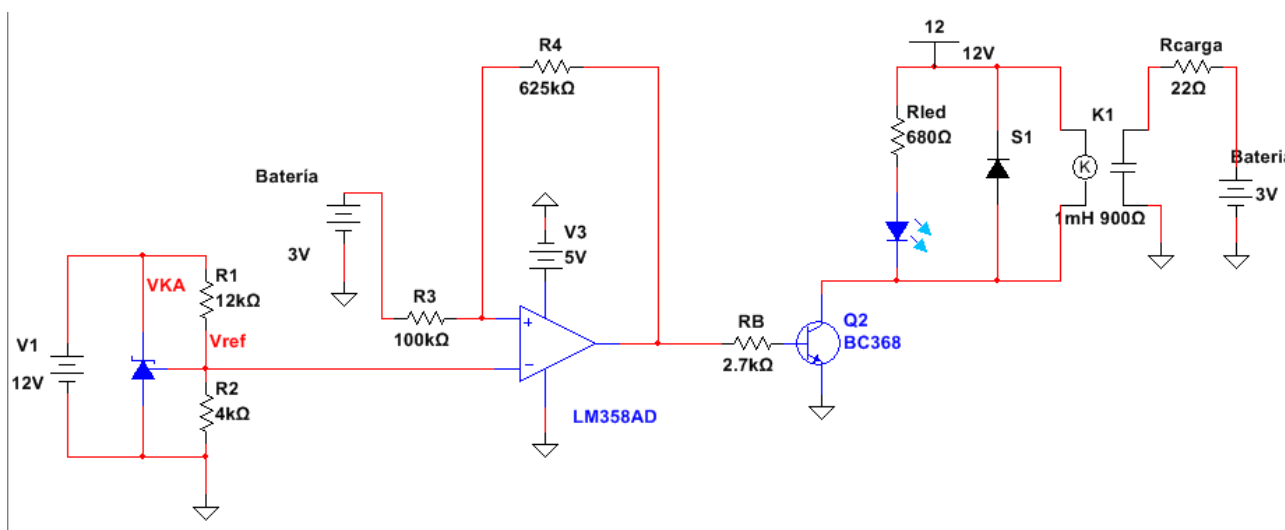 12
12V
Rcarga
22Ω
R4
625kΩ
Rled
680Ω
S1
K1
K
1mH 900Ω
Batería
3V
Batería
3V
V3
5V
VKA
R1
12kΩ
Vref
R3
100kΩ
+
−
LM358AD
RB
2.7kΩ
Q2
BC368
V1
12V
R2
4kΩ